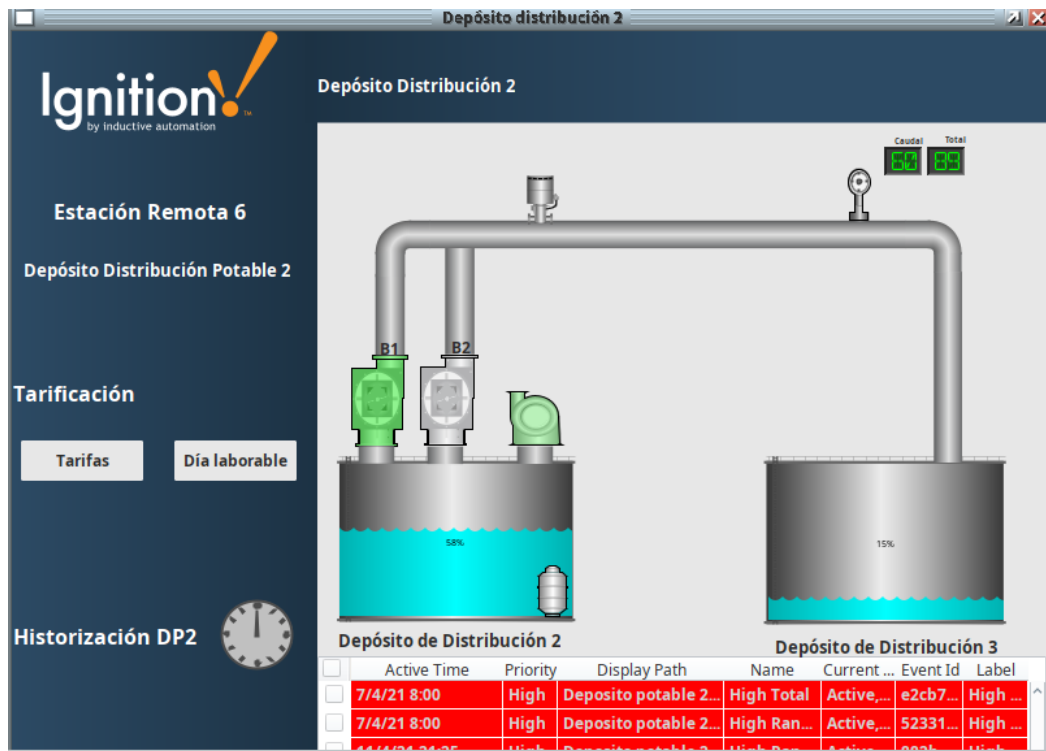 Depósito distribución 2
Ignition!
TM
by inductive automation
Depósito Distribución 2
Caudal Total
60 89
Estación Remota 6
Depósito Distribución Potable 2
B1 B2
Tarificación
Tarifas Día laborable
58%
15%
Historización DP2
Depósito de Distribución 2
Depósito de Distribución 3
Active Time Priority Display Path Name Current ... Event Id Label
7/4/21 8:00 High Deposito potable 2... High Total Active,... e2cb7... High ...
7/4/21 8:00 High Deposito potable 2... High Ran... Active,... 52331... High ...